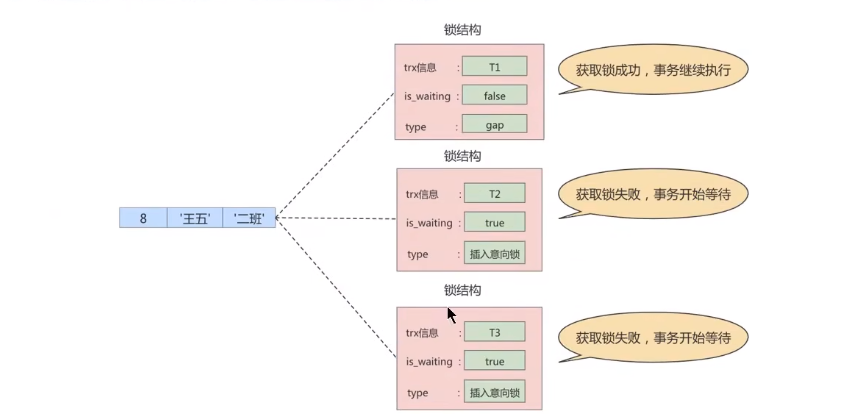 锁结构
trx信息 : T1
is_waiting : false
type : gap
获取锁成功，事务继续执行
锁结构
trx信息 : T2
is_waiting : true
type : 插入意向锁
获取锁失败，事务开始等待
8 '王五' '二班'
锁结构
trx信息 : T3
is_waiting : true
type : 插入意向锁
获取锁失败，事务开始等待